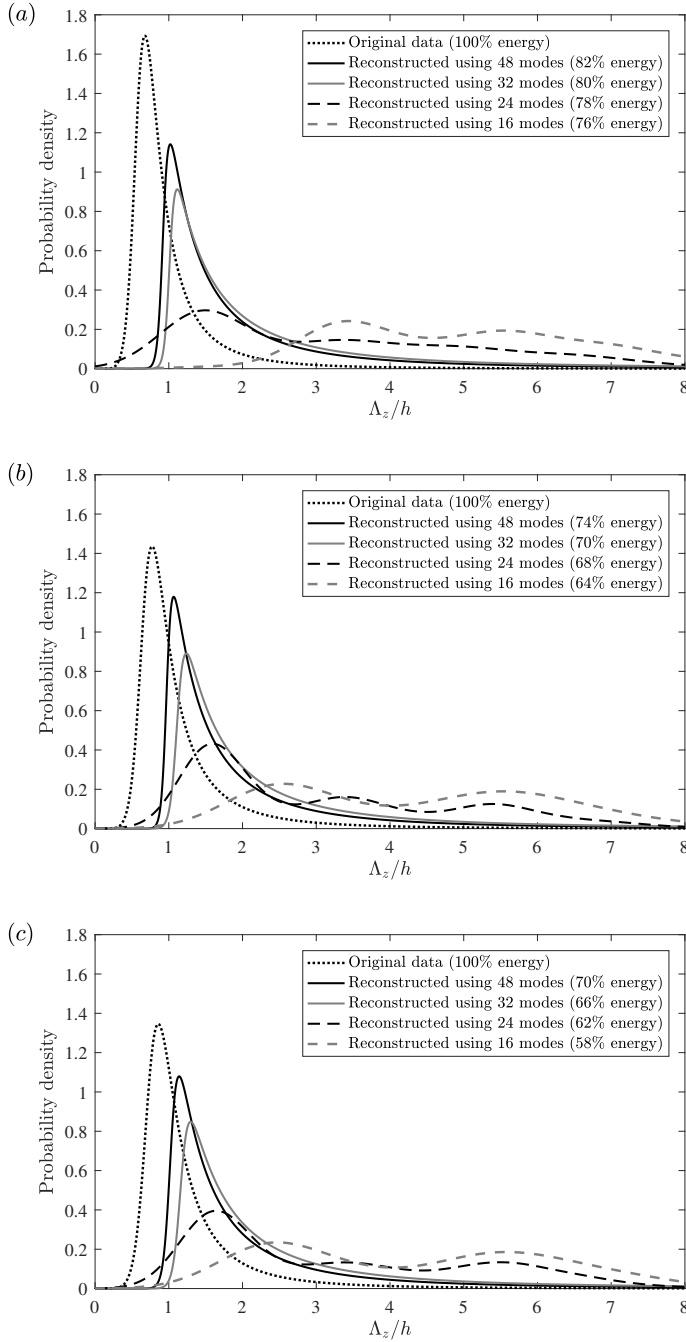 (a)
1.8
1.6
1.4
1.2
1
0.8
0.6
0.4
0.2
0
Probability density
Original data (100% energy)
Reconstructed using 48 modes (82% energy)
Reconstructed using 32 modes (80% energy)
Reconstructed using 24 modes (78% energy)
Reconstructed using 16 modes (76% energy)
0 1 2 3 4 5 6 7 8
Λz/h
(b)
1.8
1.6
1.4
1.2
1
0.8
0.6
0.4
0.2
0
Probability density
Original data (100% energy)
Reconstructed using 48 modes (74% energy)
Reconstructed using 32 modes (70% energy)
Reconstructed using 24 modes (68% energy)
Reconstructed using 16 modes (64% energy)
0 1 2 3 4 5 6 7 8
Λz/h
(c)
1.8
1.6
1.4
1.2
1
0.8
0.6
0.4
0.2
0
Probability density
Original data (100% energy)
Reconstructed using 48 modes (70% energy)
Reconstructed using 32 modes (66% energy)
Reconstructed using 24 modes (62% energy)
Reconstructed using 16 modes (58% energy)
0 1 2 3 4 5 6 7 8
Λz/h